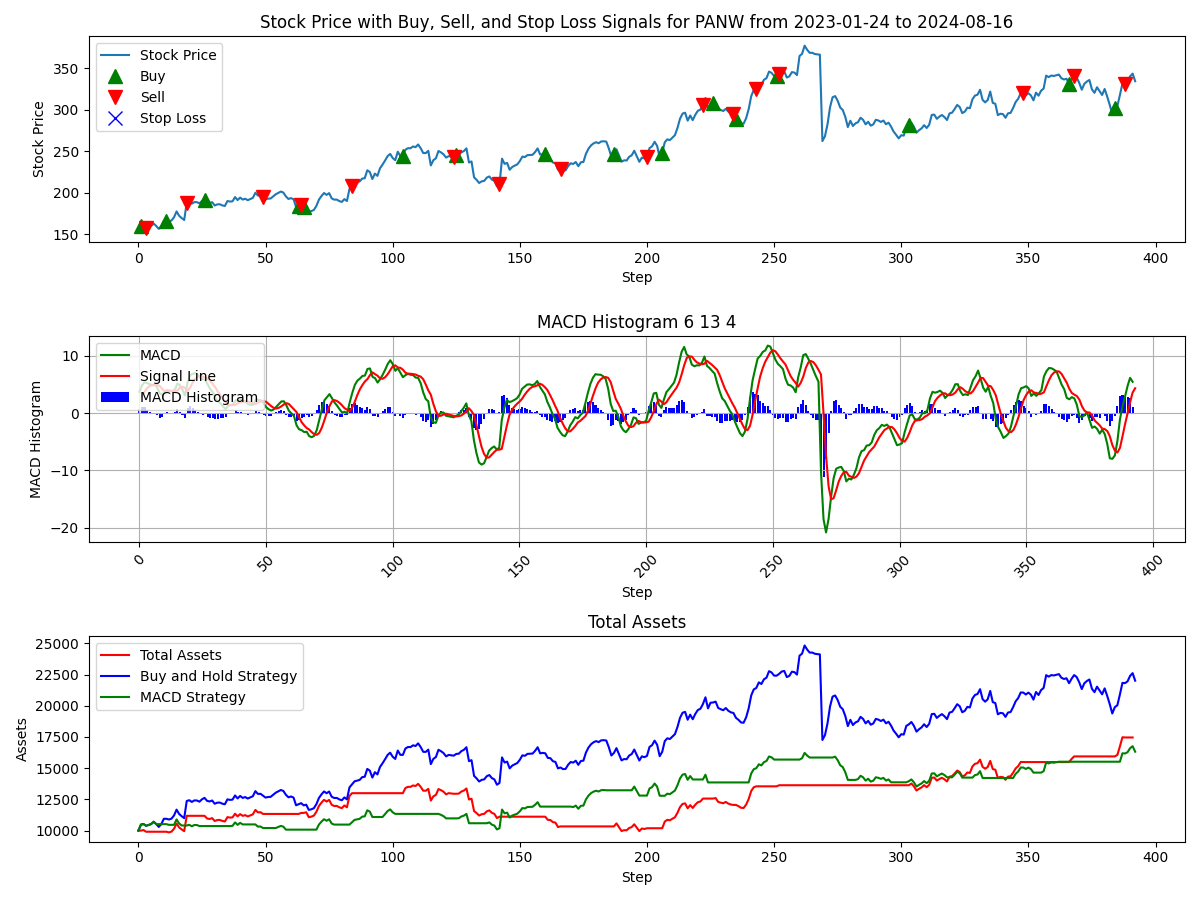 Stock Price with Buy, Sell, and Stop Loss Signals for PANW from 2023-01-24 to 2024-08-16
Stock Price
350
300
250
200
150
Stock Price
Buy
Sell
Stop Loss
0 50 100 150 200 250 300 350 400
Step
MACD Histogram 6 13 4
MACD Histogram
10
0
−10
−20
MACD
Signal line
MACD Histogram
0 50 100 150 200 250 300 350 400
Step
Total Assets
Assets
25000
22500
20000
17500
15000
12500
10000
Total Assets
Buy and Hold Strategy
MACD Strategy
0 50 100 150 200 250 300 350 400
Step